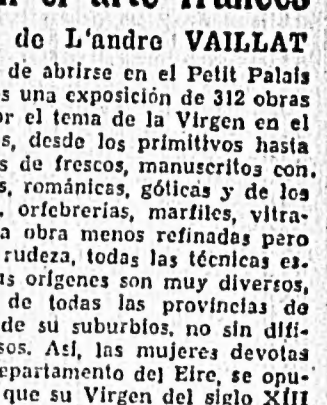 n el arte francés
de L'andre VAILLAT
de abrirse en el Petit Palais
s una exposición de 312 obras
or el tema de la Virgen en el
s, desde los primitivos hasta
s de frescos, manuscritos con.
s, románicas, góticas y de los
, orfebrerías, marfiles, vitra-
a obra menos refinadas pero
rudeza, todas las técnicas es.
us orígenes son muy diversos,
de todas las provincias de
de su suburbios, no sin difi-
sos. Así, las mujeres devotas
epartamento del Eire, se opu-
que su Virgen del siglo XIII